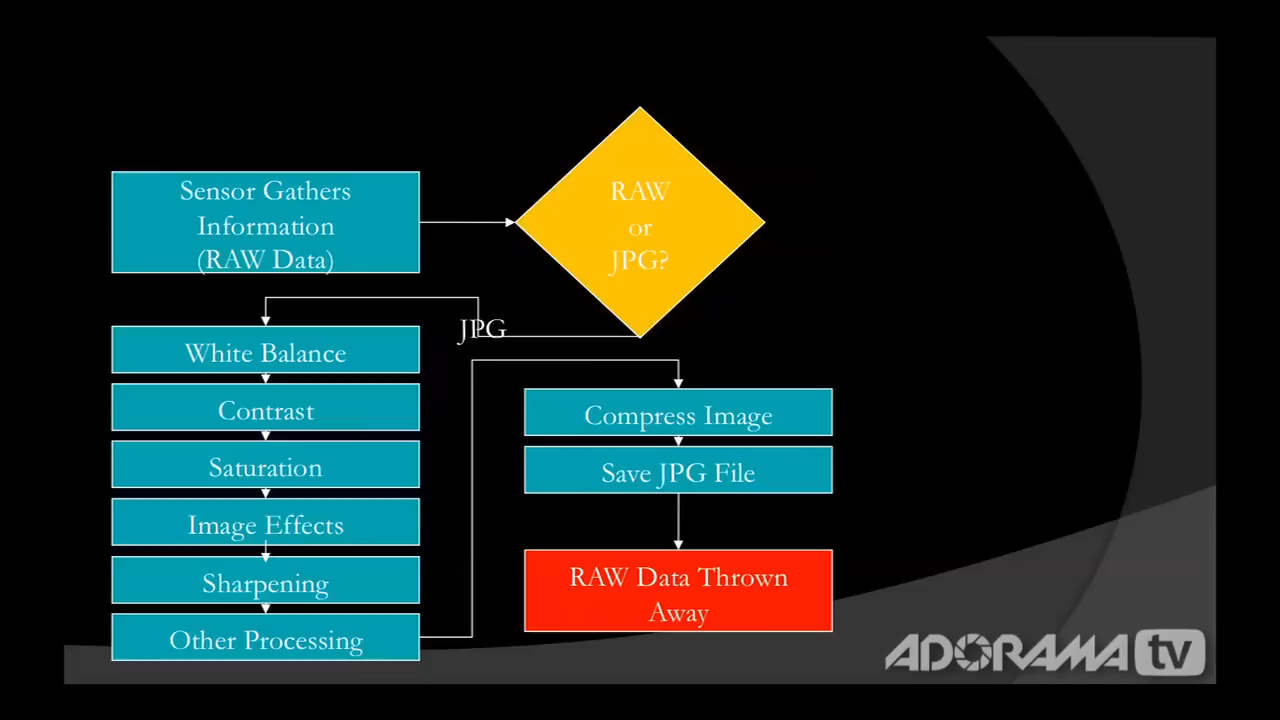 Sensor Gathers
Information
(RAW Data)
RAW
or
JPG?
JPG
White Balance
Contrast
Saturation
Image Effects
Sharpening
Other Processing
Compress Image
Save JPG File
RAW Data Thrown
Away
ADORAMA tv